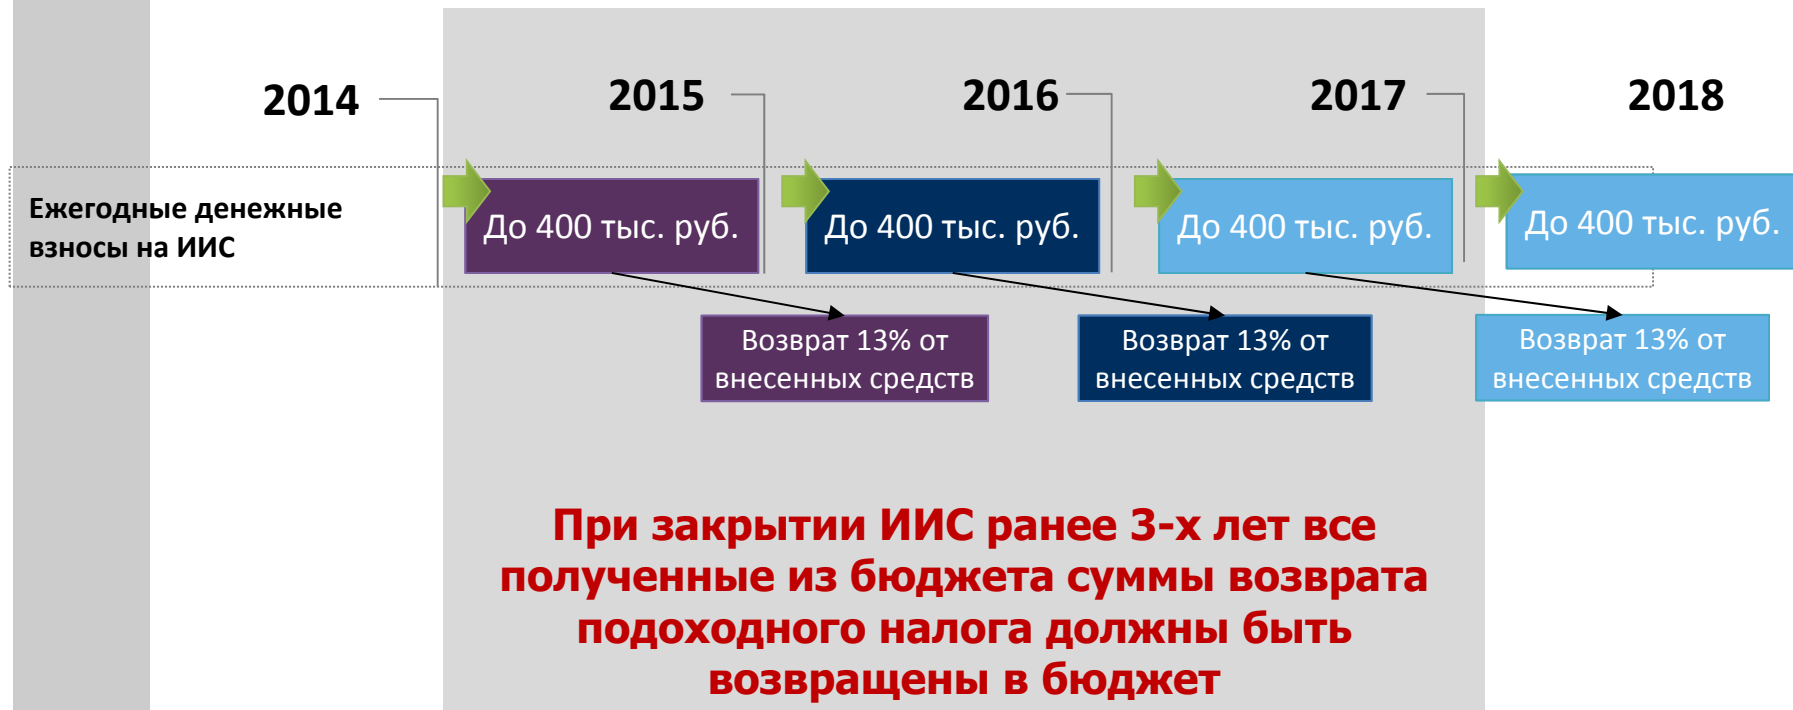 2014
2015
2016
2017
2018
Ежегодные денежные
взносы на ИИС
До 400 тыс. руб.
До 400 тыс. руб.
До 400 тыс. руб.
До 400 тыс. руб.
Возврат 13% от
внесенных средств
Возврат 13% от
внесенных средств
Возврат 13% от
внесенных средств
При закрытии ИИС ранее 3-х лет все
полученные из бюджета суммы возврата
подоходного налога должны быть
возвращены в бюджет